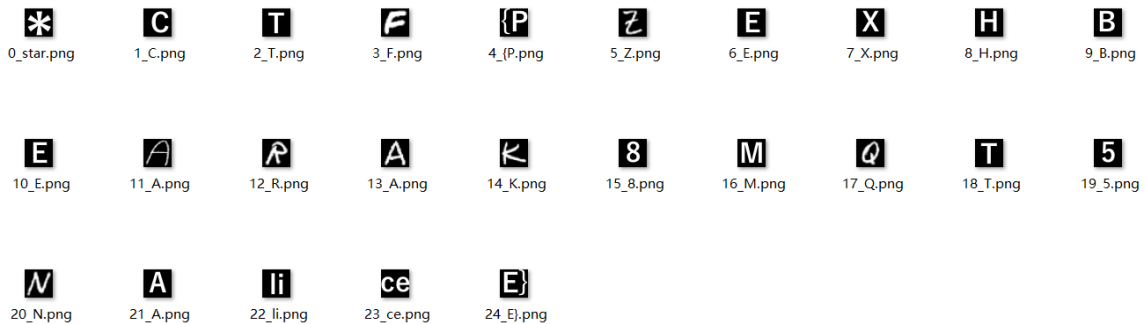 * C T F {P Z E X H B
0_star.png 1_C.png 2_T.png 3_F.png 4_{P.png 5_Z.png 6_E.png 7_X.png 8_H.png 9_B.png
E A R A K 8 M Q T 5
10_E.png 11_A.png 12_R.png 13_A.png 14_K.png 15_8.png 16_M.png 17_Q.png 18_T.png 19_5.png
N A li ce E}
20_N.png 21_A.png 22_li.png 23_ce.png 24_E}.png